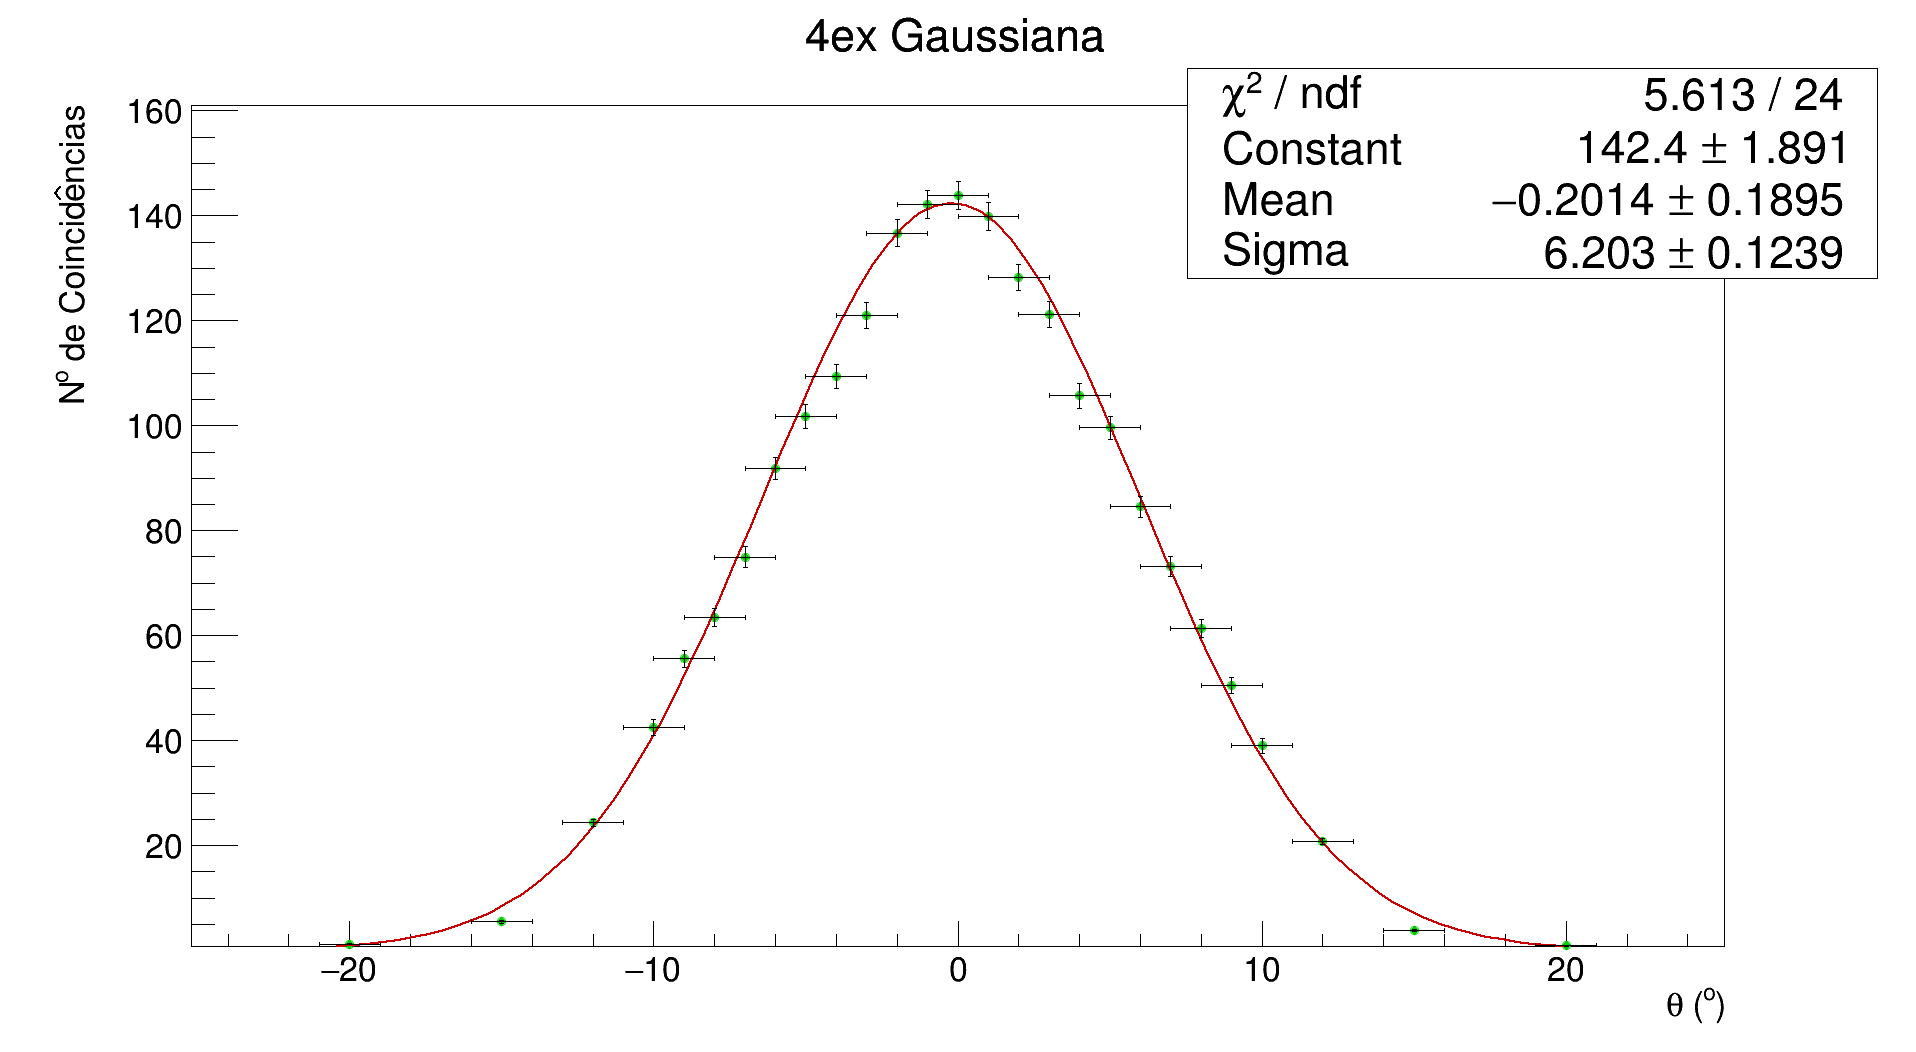 4ex Gaussiana
χ² / ndf 5.613 / 24
Constant 142.4 ± 1.891
Mean −0.2014 ± 0.1895
Sigma 6.203 ± 0.1239
Nº de Coincidências
160
140
120
100
80
60
40
20
−20 −10 0 10 20
θ (º)